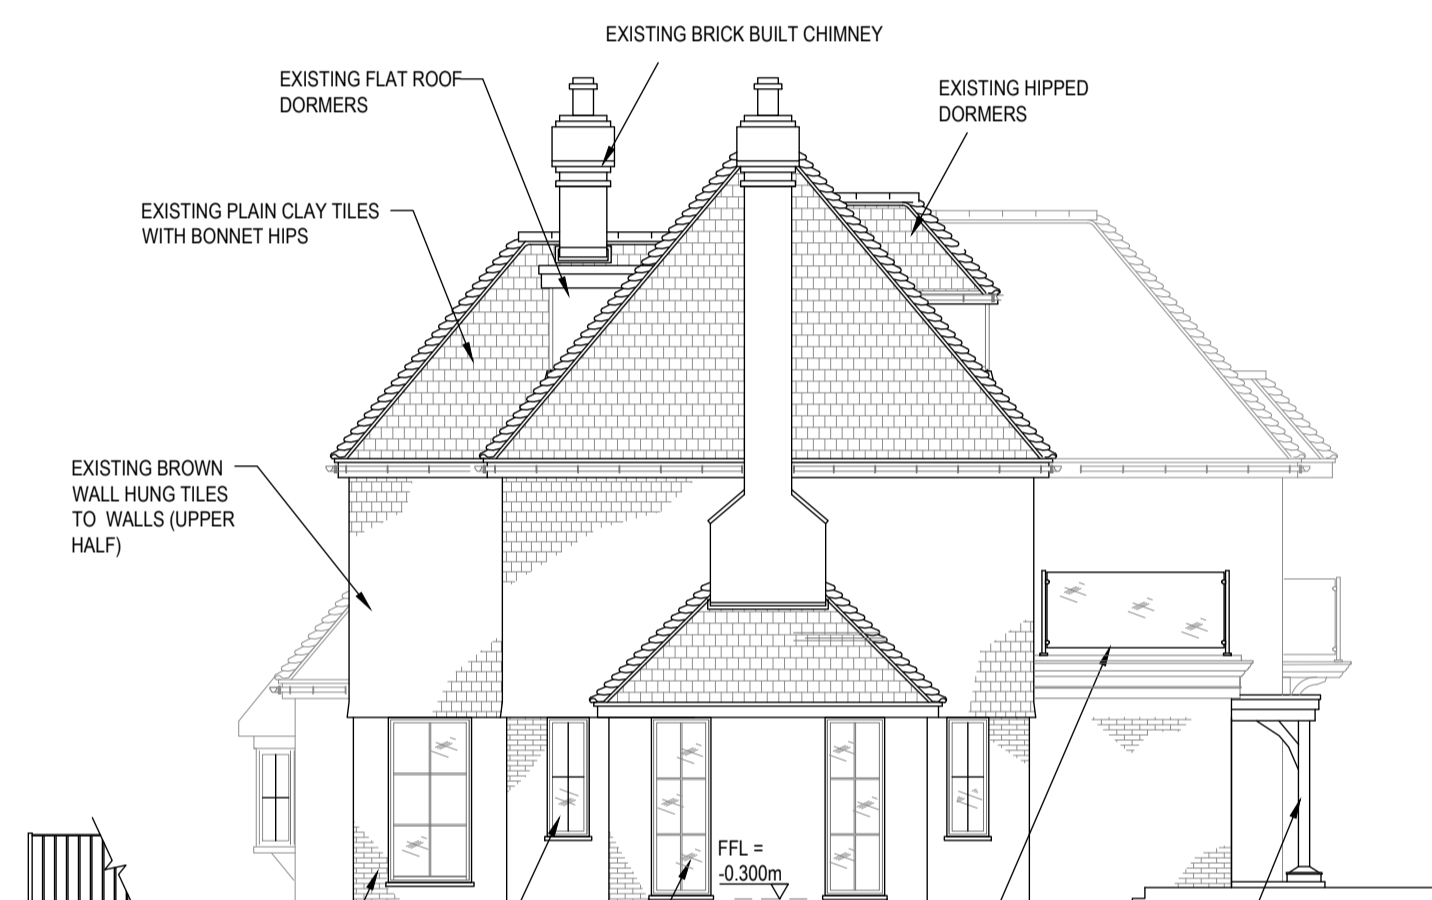 EXISTING BRICK BUILT CHIMNEY
EXISTING FLAT ROOF
DORMERS
EXISTING HIPPED
DORMERS
EXISTING PLAIN CLAY TILES
WITH BONNET HIPS
EXISTING BROWN
WALL HUNG TILES
TO WALLS (UPPER
HALF)
FFL =
-0.300m